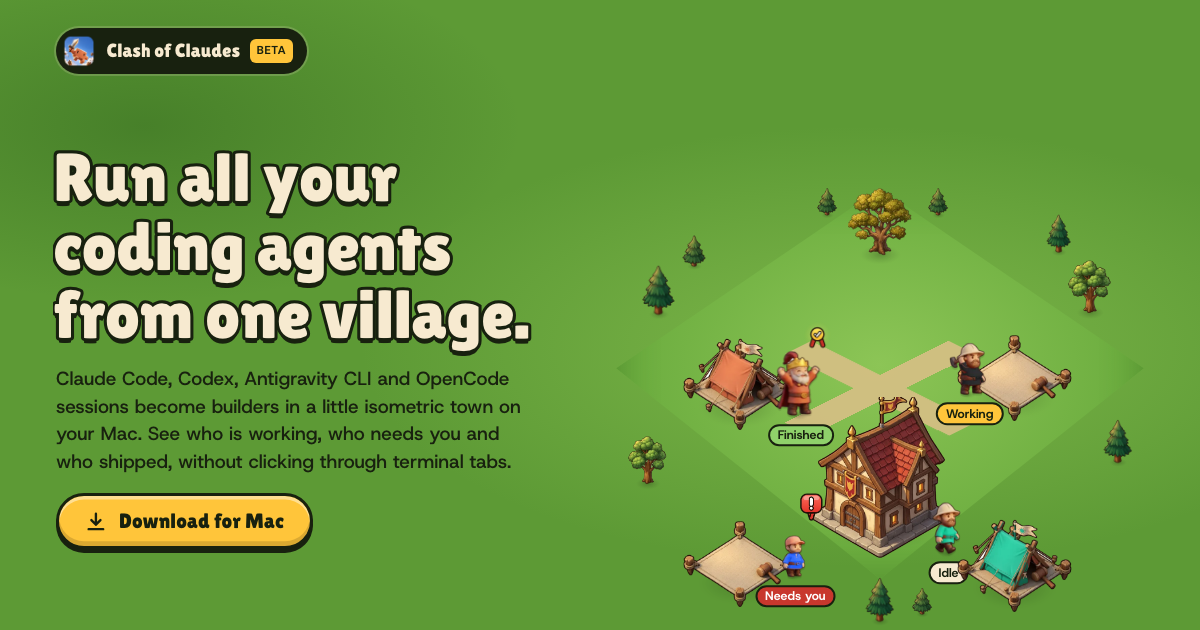 Clash of Claudes BETA
Run all your
coding agents
from one village.
Claude Code, Codex, Antigravity CLI and OpenCode
sessions become builders in a little isometric town on
your Mac. See who is working, who needs you and
who shipped, without clicking through terminal tabs.
Download for Mac
Working
Finished
!
Idle
Needs you